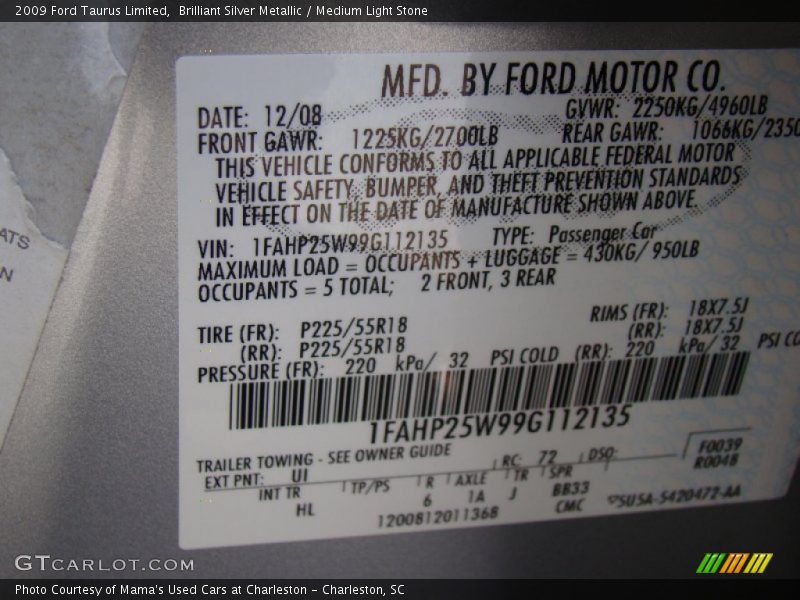 2009 Ford Taurus Limited,  Brilliant Silver Metallic / Medium Light Stone
MFD. BY FORD MOTOR CO.
DATE: 12/08 GVWR: 2250KG/4960LB
FRONT GAWR: 1225KG/2700LB REAR GAWR: 1066KG/2350
THIS VEHICLE CONFORMS TO ALL APPLICABLE FEDERAL MOTOR
VEHICLE SAFETY, BUMPER, AND THEFT PREVENTION STANDARDS
IN EFFECT ON THE DATE OF MANUFACTURE SHOWN ABOVE.
VIN: 1FAHP25W99G112135 TYPE: Passenger Car
MAXIMUM LOAD = OCCUPANTS + LUGGAGE = 430KG/ 950LB
OCCUPANTS = 5 TOTAL; 2 FRONT, 3 REAR
TIRE (FR): P225/55R18 RIMS (FR): 18X7.5J
(RR): P225/55R18 (RR): 18X7.5J
PRESSURE (FR): 220 kPa/ 32 PSI COLD (RR): 220 kPa/ 32 PSI CO
1FAHP25W99G112135
TRAILER TOWING - SEE OWNER GUIDE RC: 72 DSO: F0039
EXT PNT: UI R0048
INT TR TP/PS R AXLE TR SPR
HL 6 1A J BB33
1200812011368 CMC ▽5U5A-5420472-AA
ATS
N
GTCARLOT.COM
Photo Courtesy of Mama's Used Cars at Charleston - Charleston, SC